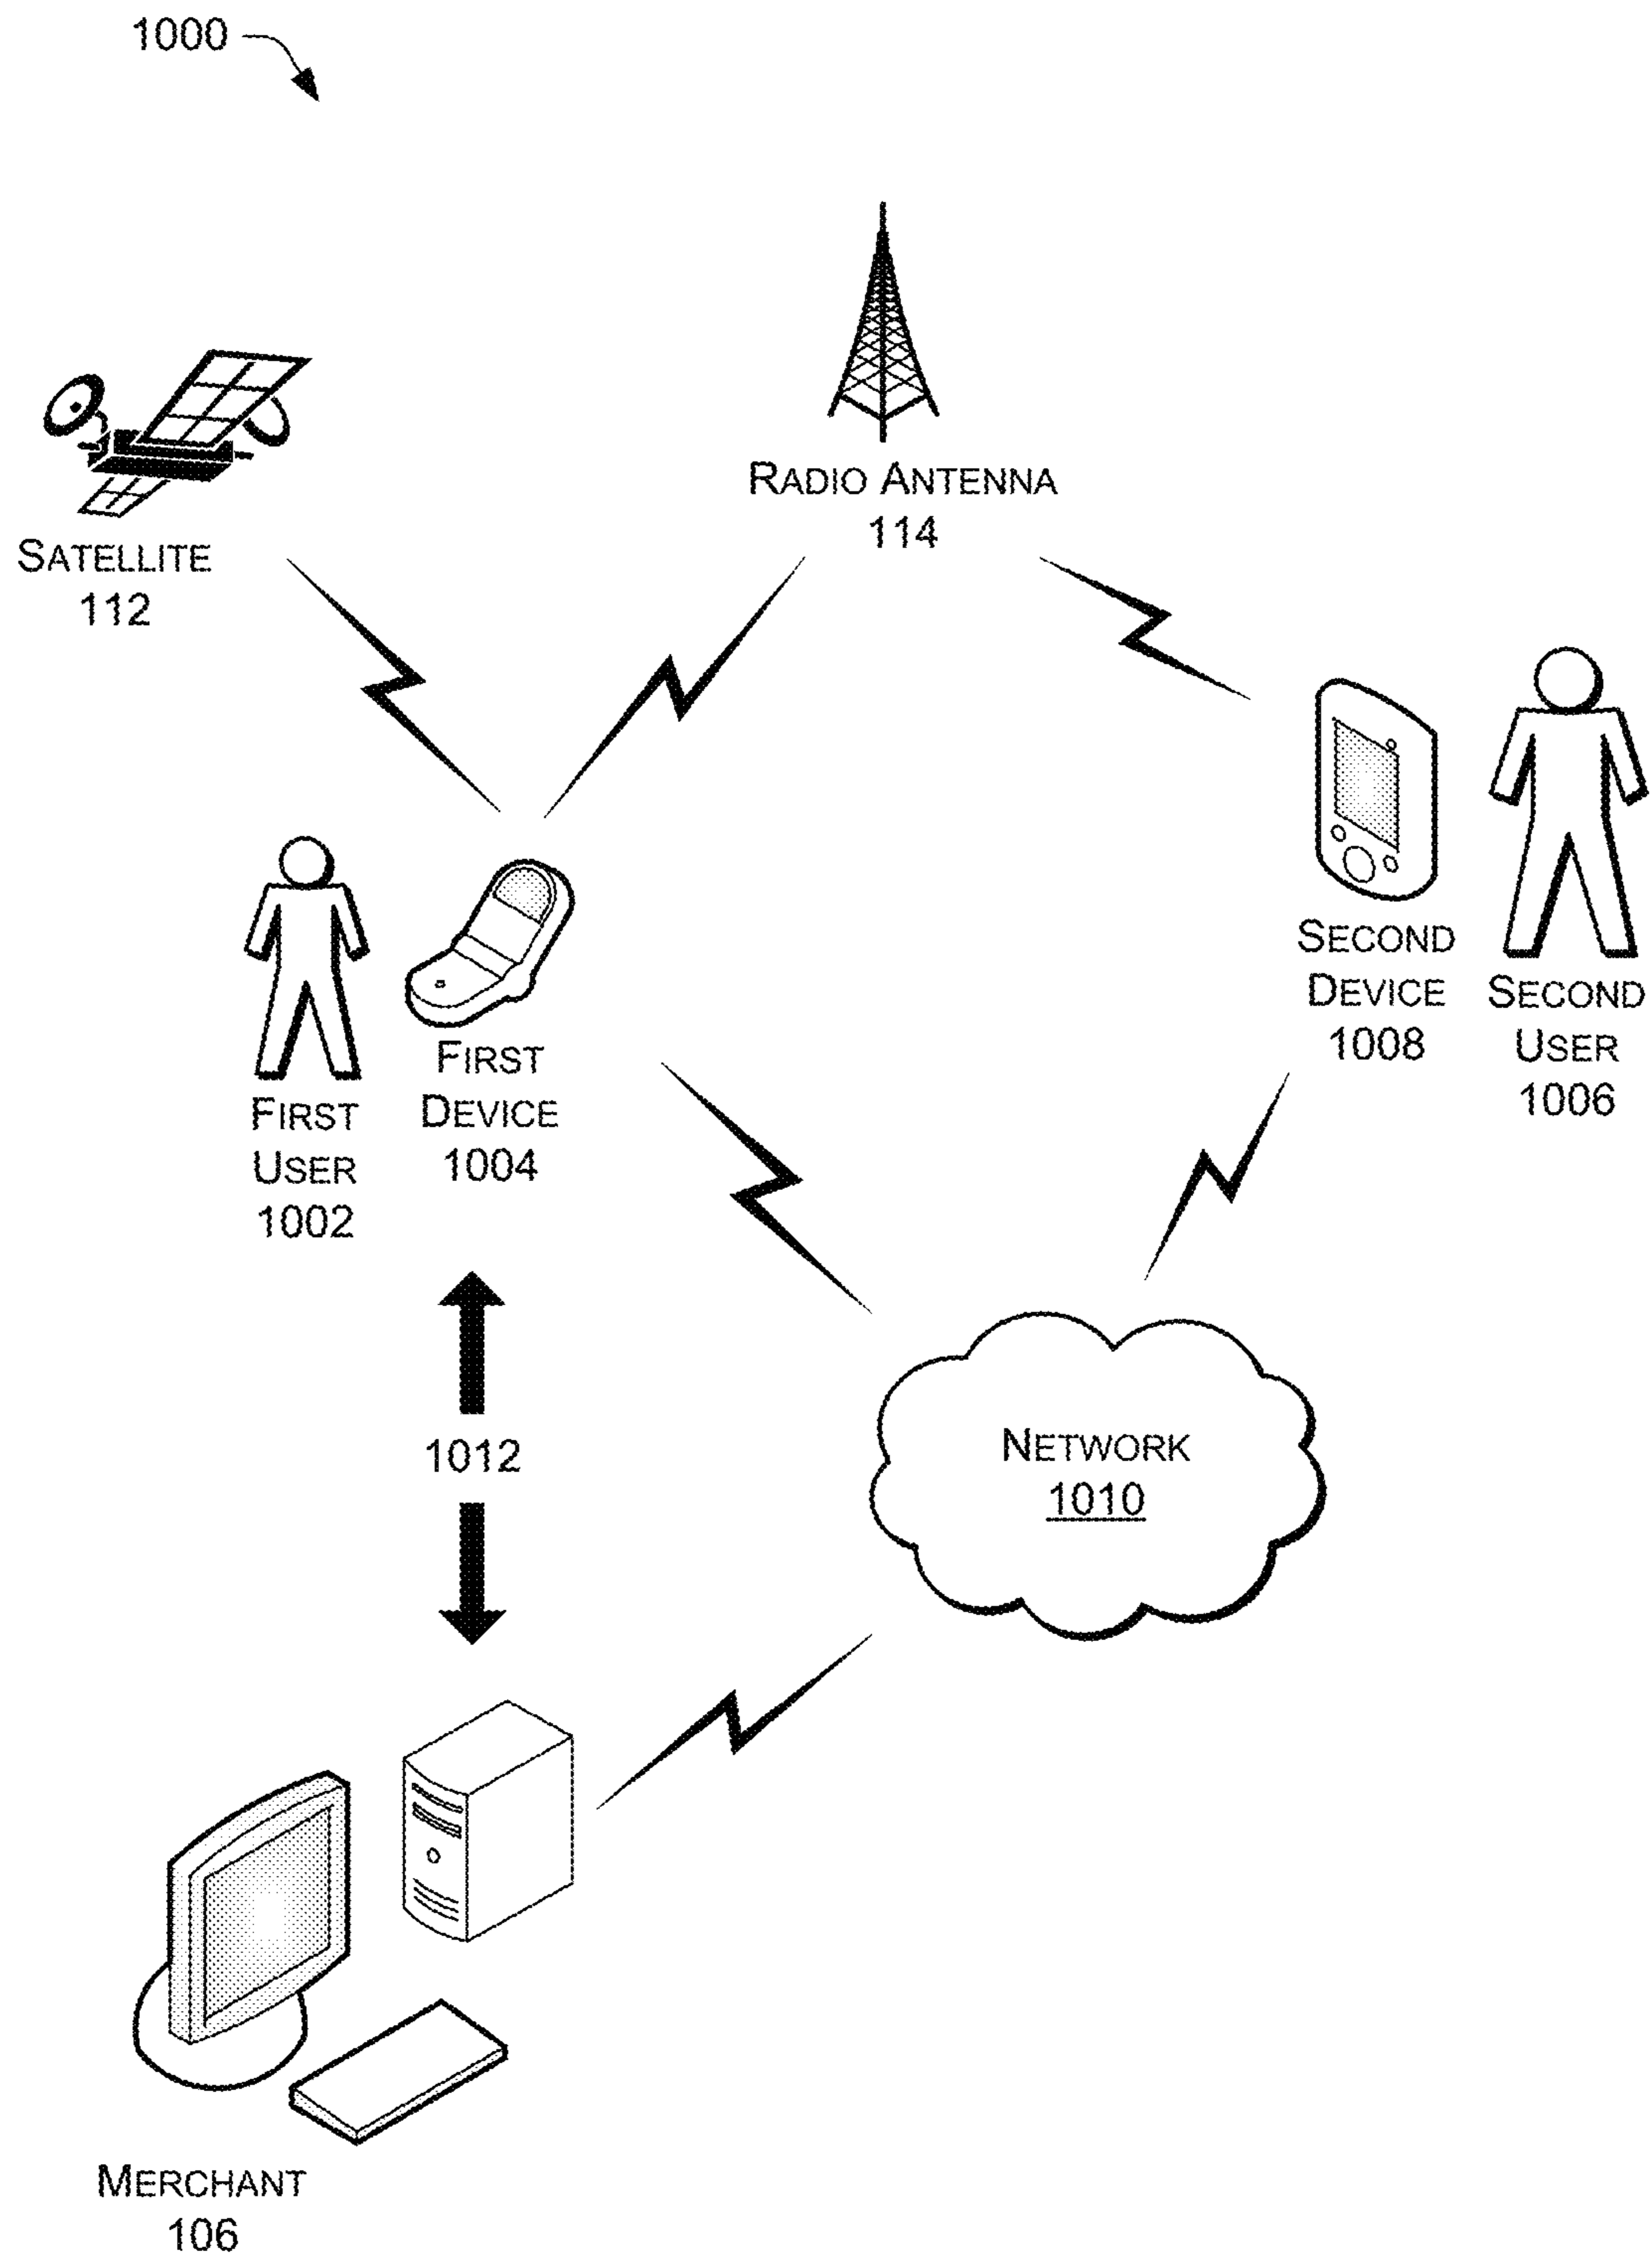 1000
RADIO ANTENNA
114
SATELLITE
112
SECOND
DEVICE
1008
SECOND
USER
1006
FIRST
DEVICE
1004
FIRST
USER
1002
1012
NETWORK
1010
MERCHANT
106